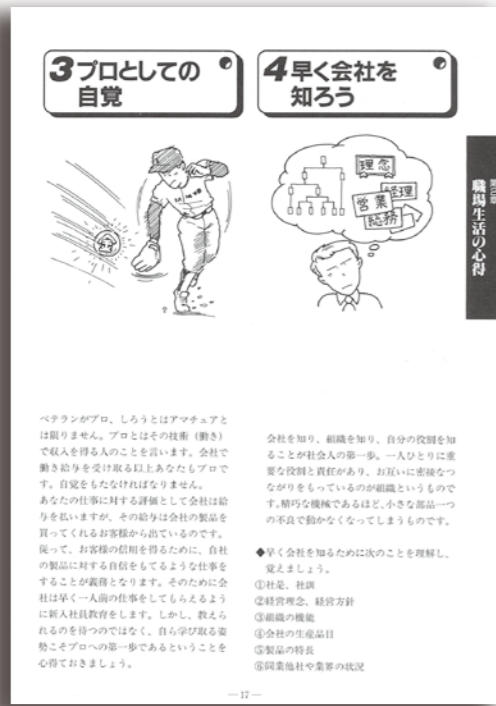 3 プロとしての
自覚
4 早く会社を
知ろう
理念
経理
営業
総務
職場生活の心得
ベテランがプロ、しろうとはアマチュアと
は限りません。プロとはその技術（働き）
で収入を得る人のことを言います。会社で
働き給与を受け取る以上あなたもプロで
す。自覚をもたなければなりません。
あなたの仕事に対する評価として会社は給
与を払いますが、その給与は会社の製品を
買ってくれるお客様から出ているのです。
従って、お客様の信用を得るために、自社
の製品に対する自信をもてるような仕事を
することが義務となります。そのために会
社は早く一人前の仕事をしてもらえるよう
に新入社員教育をします。しかし、教えら
れるのを待つのではなく、自ら学び取る姿
勢こそプロへの第一歩であるということを
心得ておきましょう。
会社を知り、組織を知り、自分の役割を知
ることが社会人の第一歩。一人ひとりに重
要な役割と責任があり、お互いに密接なつ
ながりをもっているのが組織というもので
す。精巧な機械であるほど、小さな部品一つ
の不良で動かなくなってしまうものです。
◆早く会社を知るために次のことを理解し、
覚えましょう。
①社是、社訓
②経営理念、経営方針
③組織の機能
④会社の生産品目
⑤製品の特長
⑥同業他社や業界の状況
—17—